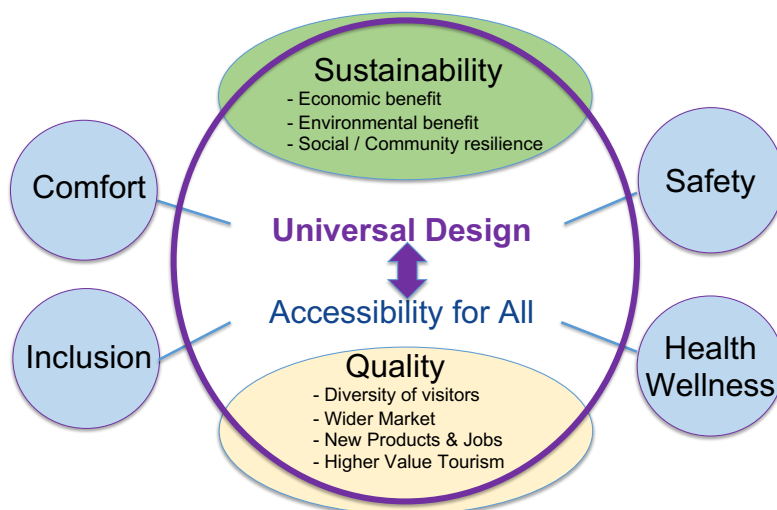 Sustainability
- Economic benefit
- Environmental benefit
- Social / Community resilience
Comfort
Safety
Universal Design
Accessibility for All
Inclusion
Health
Wellness
Quality
- Diversity of visitors
- Wider Market
- New Products & Jobs
- Higher Value Tourism